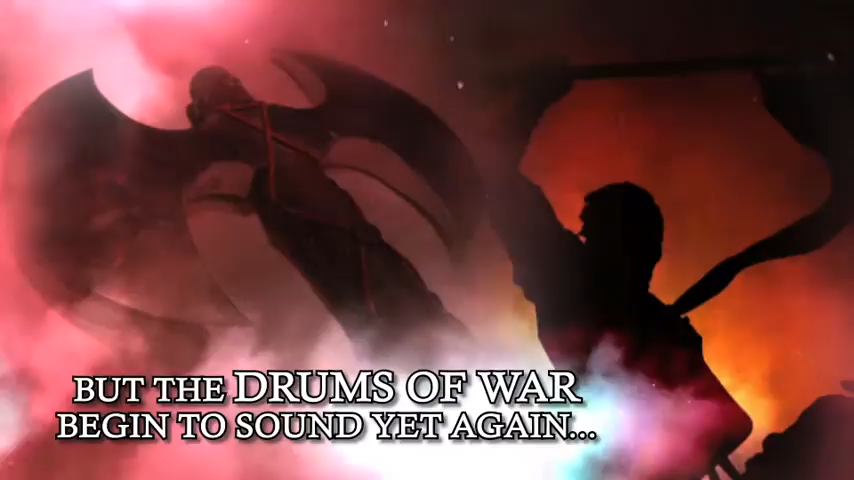 BUT THE DRUMS OF WAR
BEGIN TO SOUND YET AGAIN...